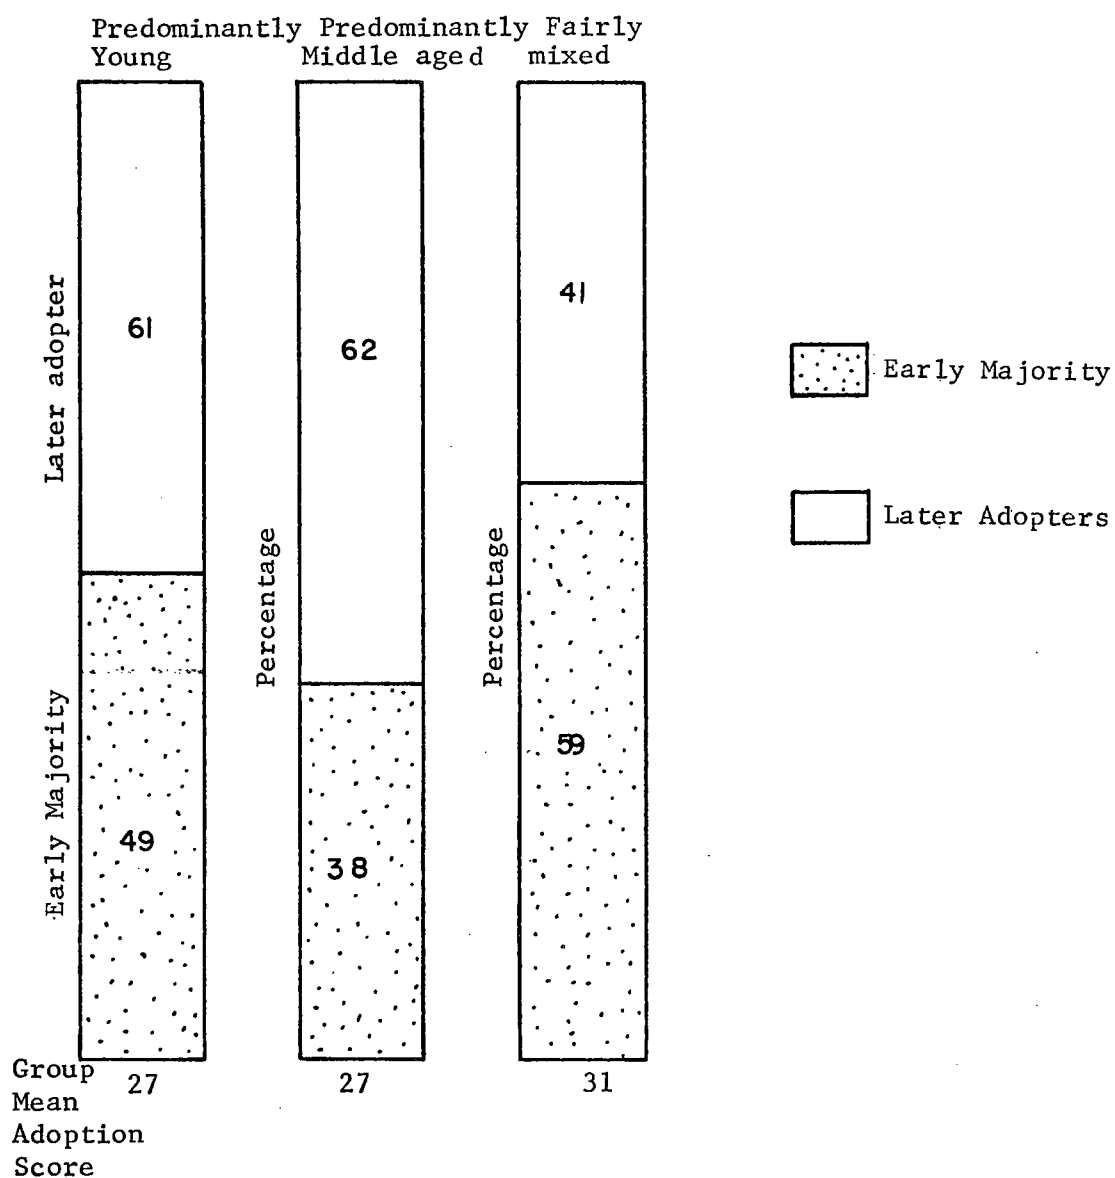 Predominantly Predominantly Fairly
Young Middle aged mixed
Later adopter
Early Majority
61
49
Percentage
62
38
Percentage
41
59
Early Majority
Later Adopters
Group
Mean
Adoption
Score
27 27 31